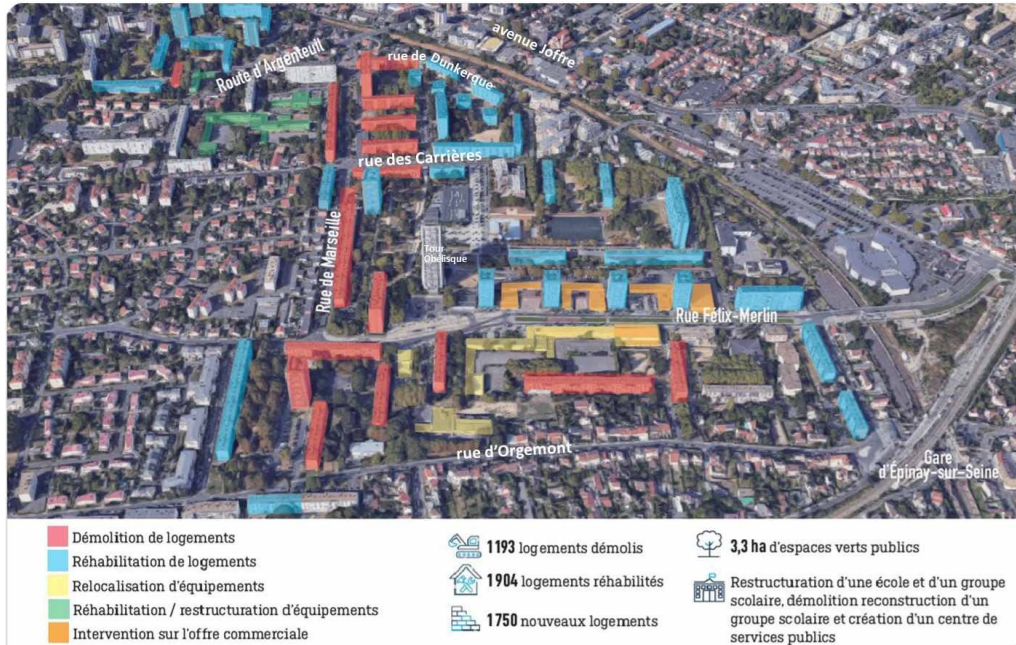 avenue Joffre
Route d'Argenteuil
rue de Dunkerque
rue des Carrières
Rue de Marseille
Tour
Obélisque
Rue Félix-Merlin
rue d'Orgemont
Gare
d'Épinay-sur-Seine
Démolition de logements
Réhabilitation de logements
Relocalisation d'équipements
Réhabilitation / restructuration d'équipements
Intervention sur l'offre commerciale
1193 logements démolis
1904 logements réhabilités
1750 nouveaux logements
3,3 ha d'espaces verts publics
Restructuration d'une école et d'un groupe
scolaire, démolition reconstruction d'un
groupe scolaire et création d'un centre de
services publics